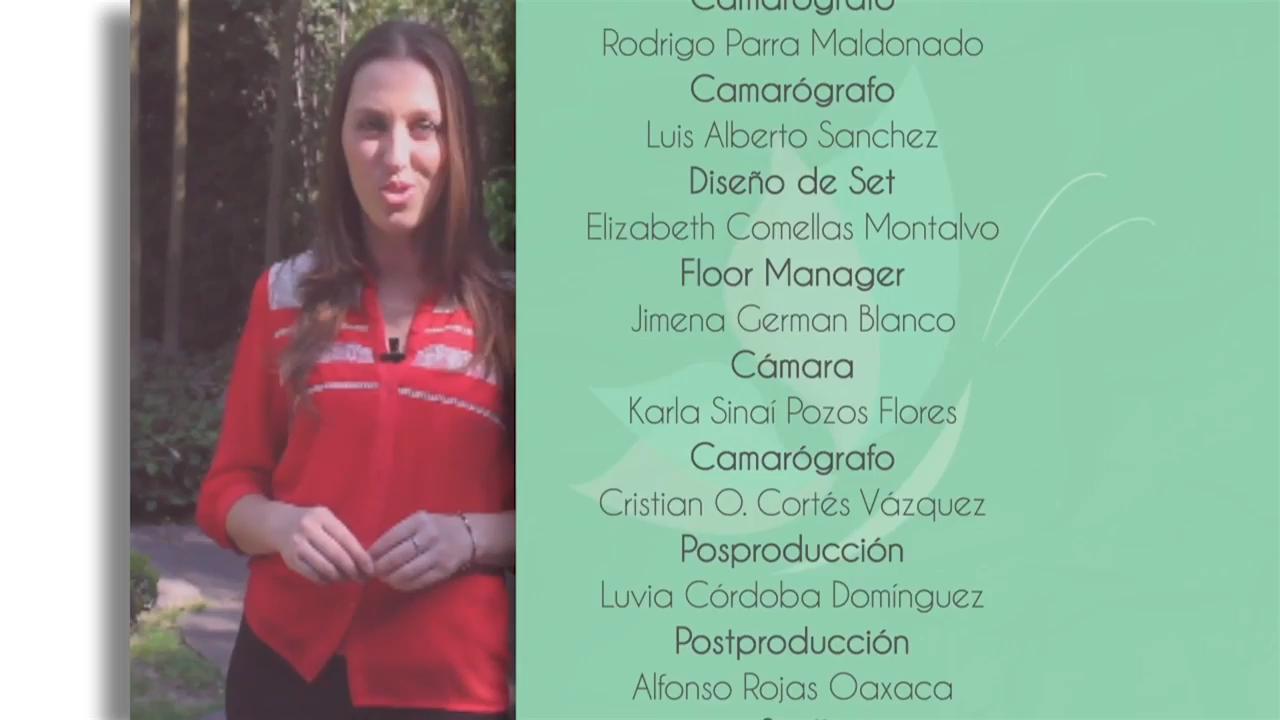 Camarógrafo
Rodrigo Parra Maldonado
Camarógrafo
Luis Alberto Sanchez
Diseño de Set
Elizabeth Comellas Montalvo
Floor Manager
Jimena German Blanco
Cámara
Karla Sinaí Pozos Flores
Camarógrafo
Cristian O. Cortés Vázquez
Posproducción
Luvia Córdoba Domínguez
Postproducción
Alfonso Rojas Oaxaca